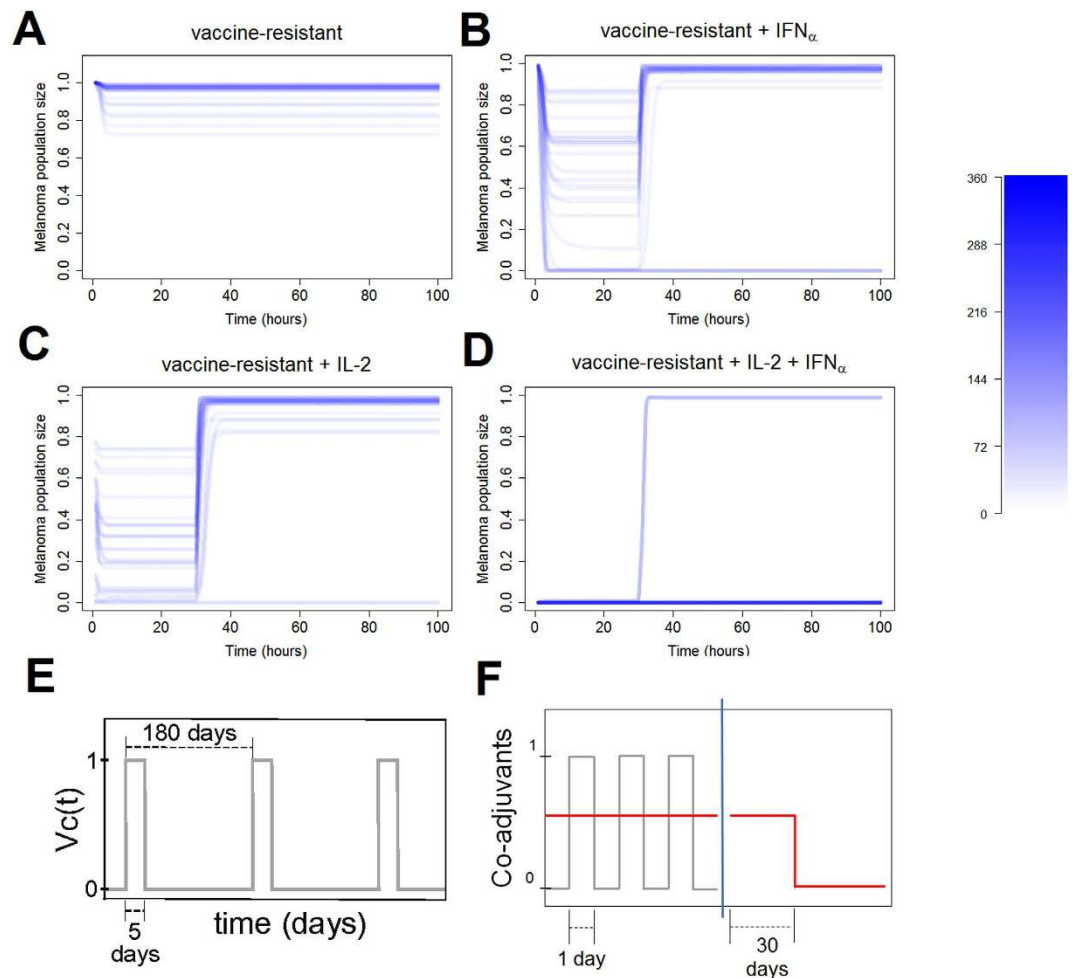 A
vaccine-resistant
Melanoma population size
0.0 0.2 0.4 0.6 0.8 1.0
0 20 40 60 80 100
Time (hours)
B
vaccine-resistant + IFNα
Melanoma population size
0.0 0.2 0.4 0.6 0.8 1.0
0 20 40 60 80 100
Time (hours)
360
288
216
144
72
0
C
vaccine-resistant + IL-2
Melanoma population size
0.0 0.2 0.4 0.6 0.8 1.0
0 20 40 60 80 100
Time (hours)
D
vaccine-resistant + IL-2 + IFNα
Melanoma population size
0.0 0.2 0.4 0.6 0.8 1.0
0 20 40 60 80 100
Time (hours)
E
180 days
Vc(t)
1
0
time (days)
5
days
F
Co-adjuvants
1
0
1 day
30
days